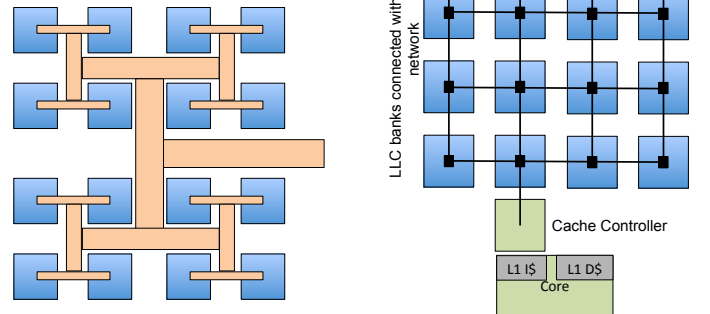 LLC banks connected with
network
Cache Controller
L1 I$
L1 D$
Core